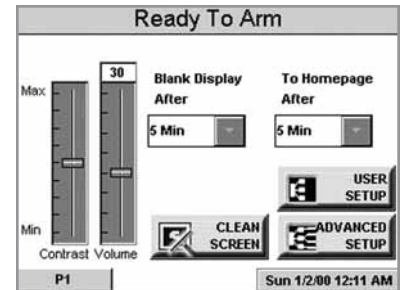 Ready To Arm
30
Blank Display
After
To Homepage
After
Max
5 Min
5 Min
USER
SETUP
Min
CLEAN
SCREEN
ADVANCED
SETUP
Contrast Volume
P1
Sun 1/2/00 12:11 AM